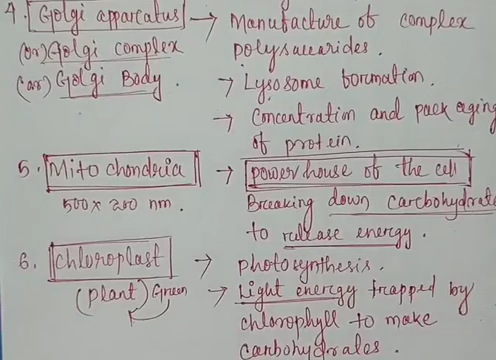 4. Golgi apparatus → Manufacture of complex
(or) Golgi complex polysaccarides.
(or) Golgi Body. → Lysosome formation.
→ Concentration and packaging
of protein.
5. Mitochondria → power house of the cell
500 x 200 nm. Breaking down carbohydrate
to release energy.
6. chloroplast → photosynthesis.
(plant) Green → Light energy trapped by
chlorophyll to make
carbohydrates.